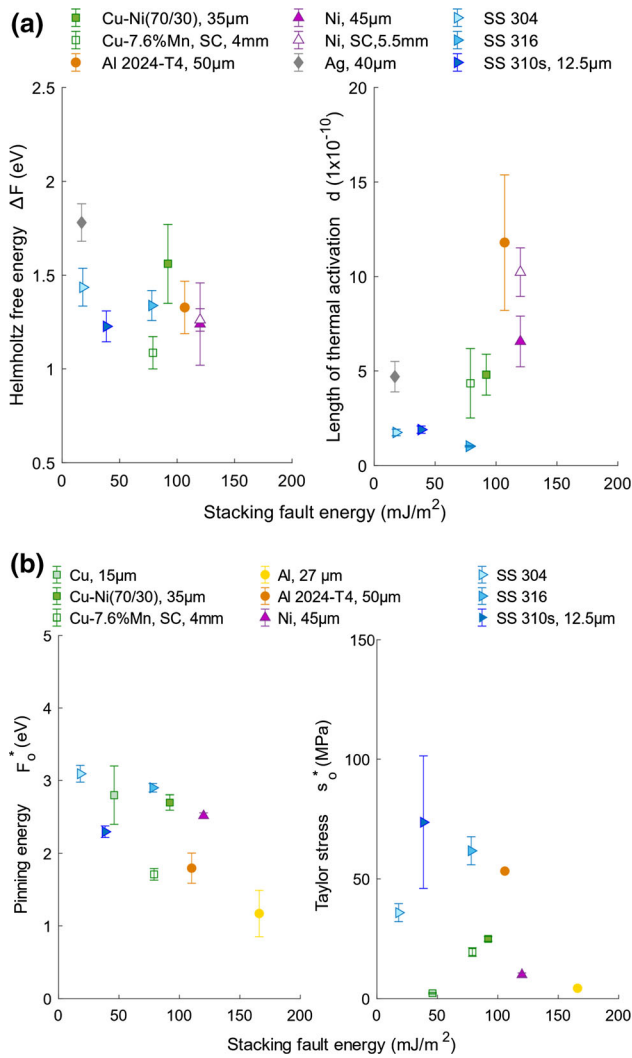 (a)
Cu-Ni(70/30), 35µm
Ni, 45µm
SS 304
Cu-7.6%Mn, SC, 4mm
Ni, SC,5.5mm
SS 316
Al 2024-T4, 50µm
Ag, 40µm
SS 310s, 12.5µm
Helmholtz free energy ΔF (eV)
2.5
2
1.5
1
0.5
0
50
100
150
200
Length of thermal activation d (1x10⁻¹⁰)
20
15
10
5
0
0
50
100
150
200
Stacking fault energy (mJ/m²)
(b)
Cu, 15µm
Al, 27 µm
SS 304
Cu-Ni(70/30), 35µm
Al 2024-T4, 50µm
SS 316
Cu-7.6%Mn, SC, 4mm
Ni, 45µm
SS 310s, 12.5µm
Pinning energy Fₒ* (eV)
4
3
2
1
0
0
50
100
150
200
Taylor stress sₒ* (MPa)
150
100
50
0
0
50
100
150
200
Stacking fault energy (mJ/m²)